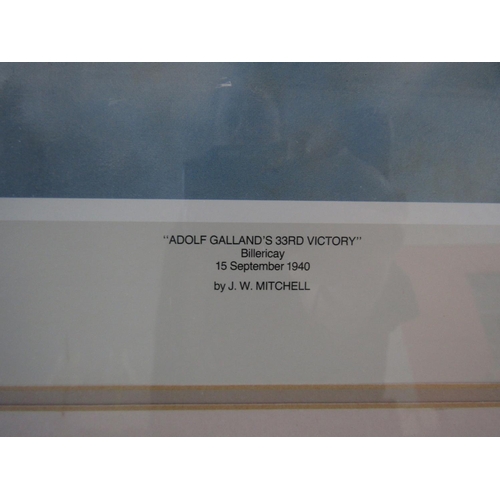 "ADOLF GALLAND'S 33RD VICTORY"
Billericay
15 September 1940
by J. W. MITCHELL